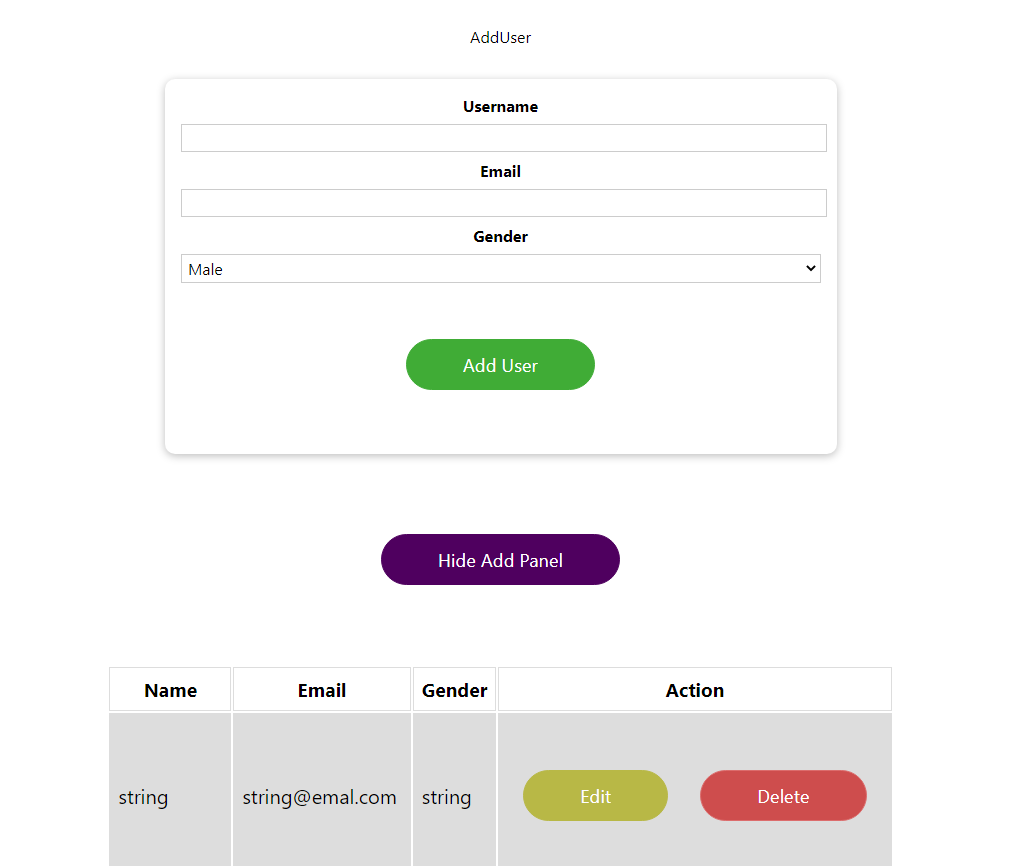 AddUser
Username
Email
Gender
Male
Add User
Hide Add Panel
Name Email Gender Action
string string@emal.com string Edit Delete